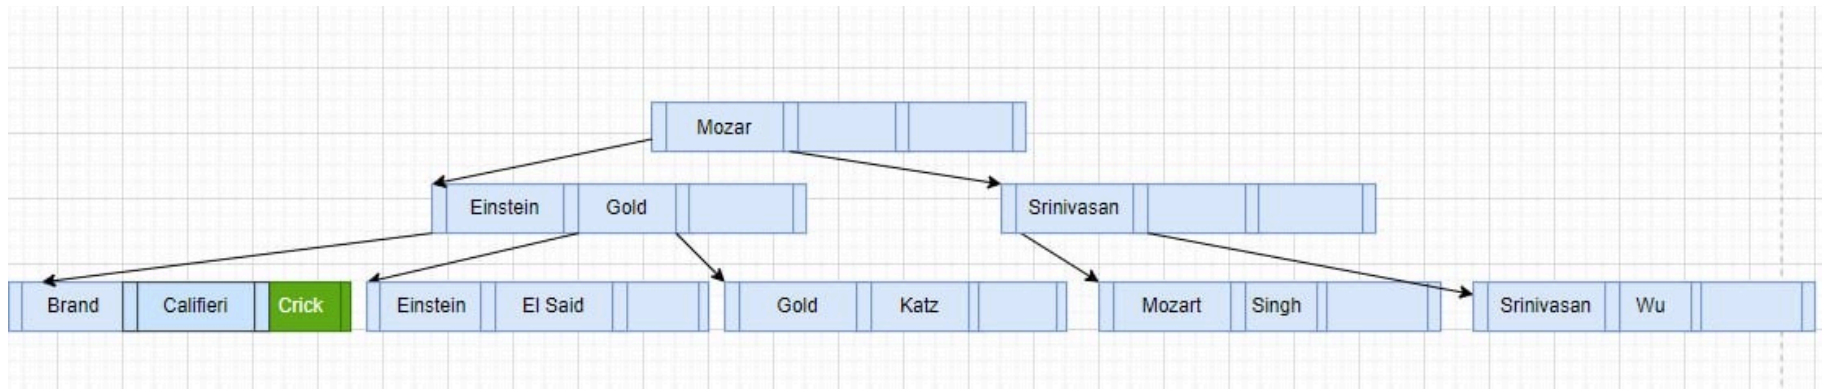 Mozar
Einstein Gold Srinivasan
Brand Califieri Crick Einstein El Said Gold Katz Mozart Singh Srinivasan Wu